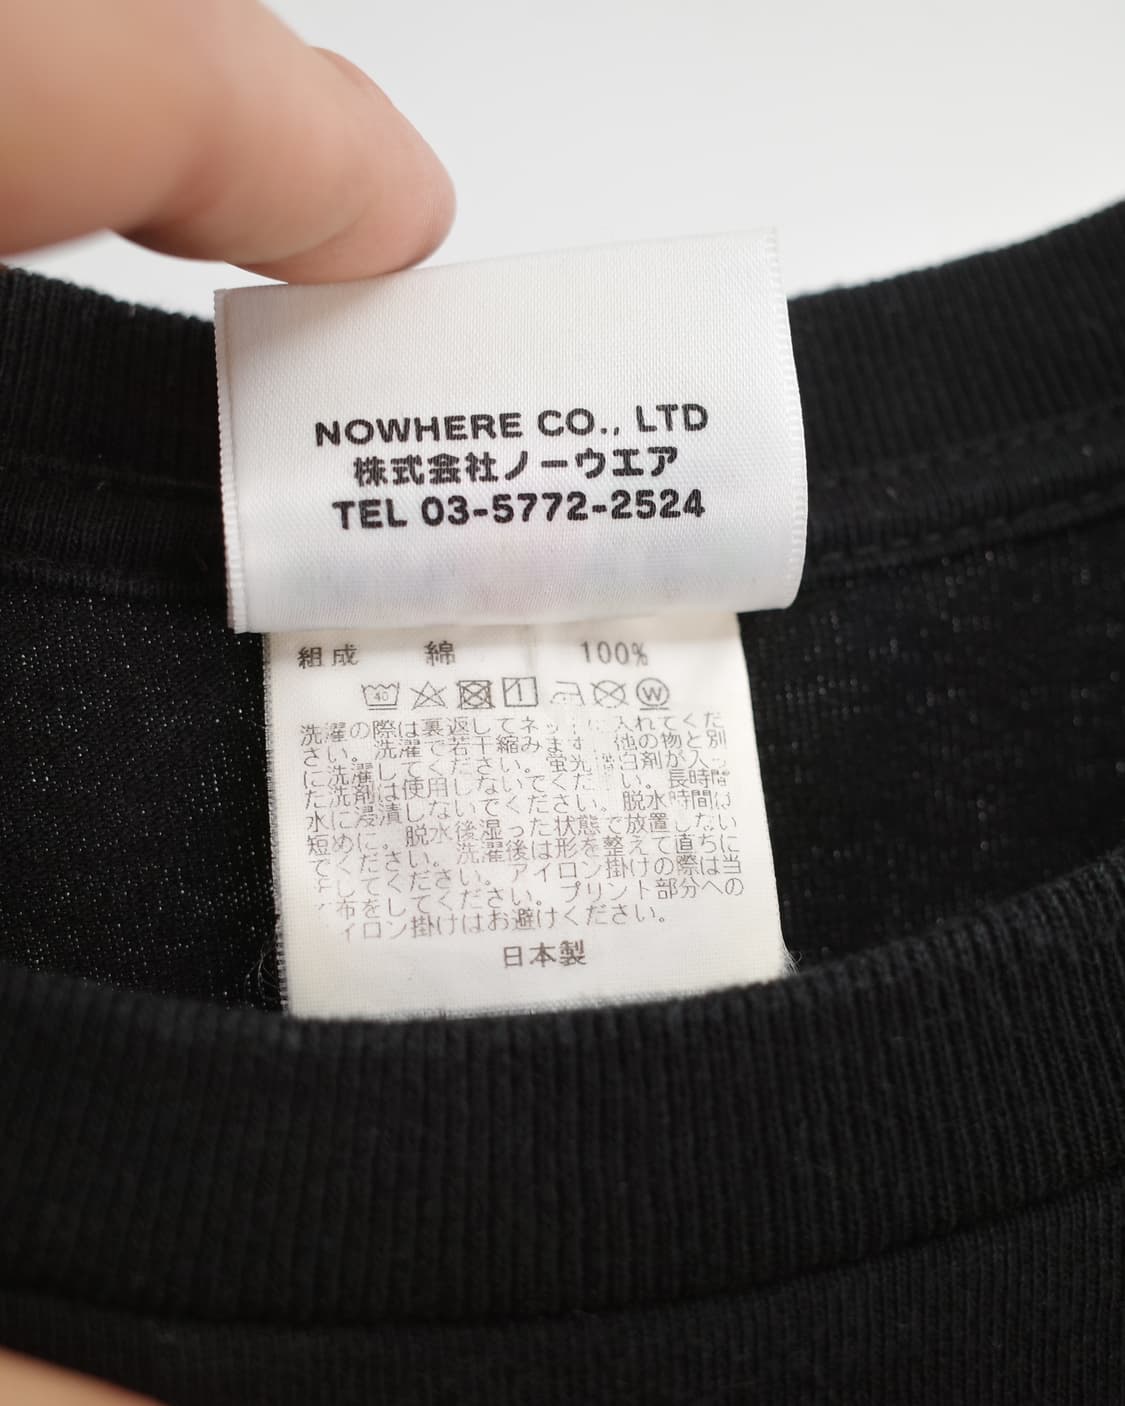 NOWHERE CO., LTD
株式会社ノーウエア
TEL 03-5772-2524
組成 綿 100%
40 W
洗濯の際は裏返してネッ に入れてくだ
さい。洗濯で若干縮みます 他の物と別
に洗濯してください。蛍光 白剤が入っ
た洗剤は使用しないでくだ い。長時間
水に浸漬しないでください。脱水時間は
短めに。脱水後湿った状態で放置しない
でください。洗濯後は形を整えて直ちに
干してください。アイロン掛けの際は当
て布をしてください。プリント部分への
イロン掛けはお避けください。
日本製